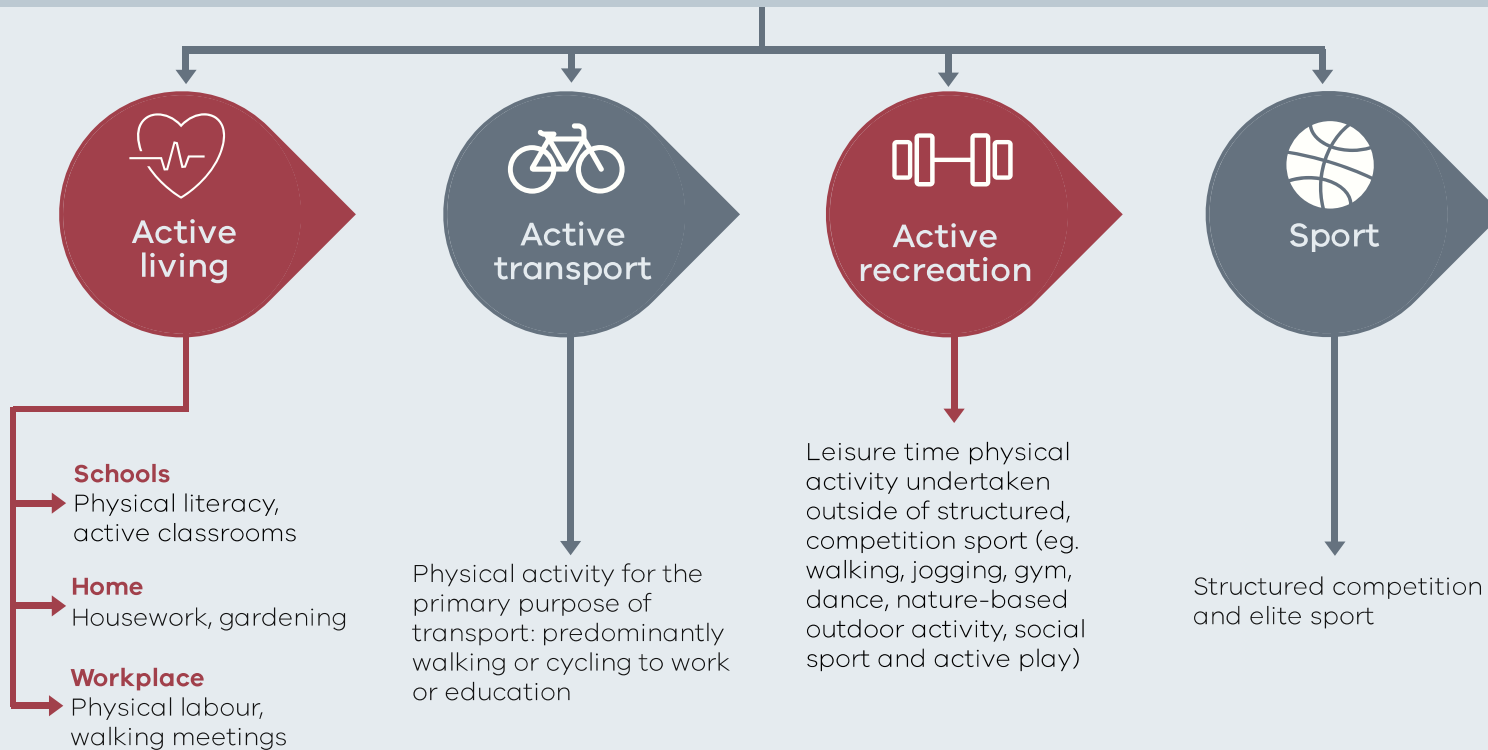 Active
living
Active
transport
Active
recreation
Sport
Schools
Physical literacy,
active classrooms
Home
Housework, gardening
Workplace
Physical labour,
walking meetings
Physical activity for the
primary purpose of
transport: predominantly
walking or cycling to work
or education
Leisure time physical
activity undertaken
outside of structured,
competition sport (eg.
walking, jogging, gym,
dance, nature-based
outdoor activity, social
sport and active play)
Structured competition
and elite sport